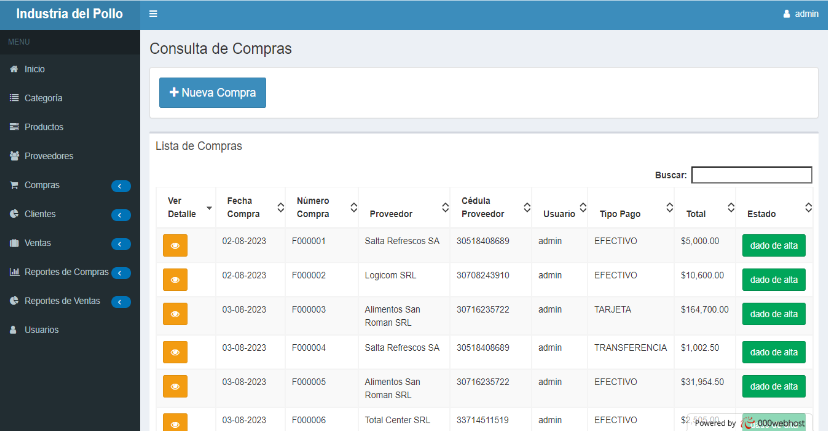 Industria del Pollo
admin
MENU
Inicio
Categoría
Productos
Proveedores
Compras
Clientes
Ventas
Reportes de Compras
Reportes de Ventas
Usuarios
Consulta de Compras
Nueva Compra
Lista de Compras
Buscar:
Ver Detalle Fecha Compra Número Compra Proveedor Cédula Proveedor Usuario Tipo Pago Total Estado
02-08-2023 F000001 Salta Refrescos SA 30518408689 admin EFECTIVO $5,000.00 dado de alta
02-08-2023 F000002 Logicom SRL 30708243910 admin EFECTIVO $10,600.00 dado de alta
03-08-2023 F000003 Alimentos San Roman SRL 30716235722 admin TARJETA $164,700.00 dado de alta
03-08-2023 F000004 Salta Refrescos SA 30518408689 admin TRANSFERENCIA $1,002.50 dado de alta
03-08-2023 F000005 Alimentos San Roman SRL 30716235722 admin EFECTIVO $31,954.50 dado de alta
03-08-2023 F000006 Total Center SRL 33714511519 admin EFECTIVO
Powered by 000webhost